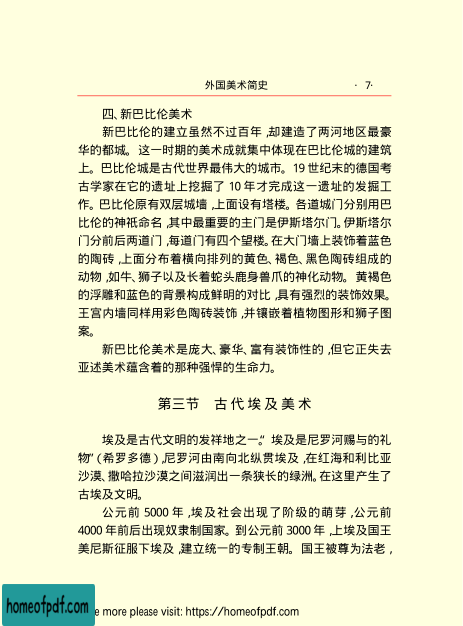 外国美术简史 · 7·
四、新巴比伦美术
新巴比伦的建立虽然不过百年,却建造了两河地区最豪
华的都城。这一时期的美术成就集中体现在巴比伦城的建筑
上。巴比伦城是古代世界最伟大的城市。19世纪末的德国考
古学家在它的遗址上挖掘了10年才完成这一遗址的发掘工
作。巴比伦原有双层城墙,上面设有塔楼。各道城门分别用巴
比伦的神祇命名,其中最重要的主门是伊斯塔尔门。伊斯塔尔
门分前后两道门,每道门有四个望楼。在大门墙上装饰着蓝色
的陶砖,上面分布着横向排列的黄色、褐色、黑色陶砖组成的
动物,如牛、狮子以及长着蛇头鹿身兽爪的神化动物。黄褐色
的浮雕和蓝色的背景构成鲜明的对比,具有强烈的装饰效果。
王宫内墙同样用彩色陶砖装饰,并镶嵌着植物图形和狮子图
案。
新巴比伦美术是庞大、豪华、富有装饰性的,但它正失去
亚述美术蕴含着的那种强悍的生命力。
第三节 古代埃及美术
埃及是古代文明的发祥地之一。“埃及是尼罗河赐与的礼
物”(希罗多德),尼罗河由南向北纵贯埃及,在红海和利比亚
沙漠、撒哈拉沙漠之间滋润出一条狭长的绿洲。在这里产生了
古埃及文明。
公元前5000年,埃及社会出现了阶级的萌芽,公元前
4000年前后出现奴隶制国家。到公元前3000年,上埃及国王
美尼斯征服下埃及,建立统一的专制王朝。国王被尊为法老,
homeofpdf.com
e more please visit: https://homeofpdf.com